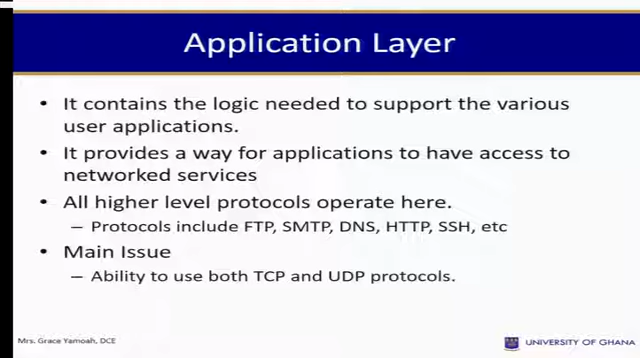 Application Layer
• It contains the logic needed to support the various
user applications.
• It provides a way for applications to have access to
networked services
• All higher level protocols operate here.
– Protocols include FTP, SMTP, DNS, HTTP, SSH, etc
• Main Issue
– Ability to use both TCP and UDP protocols.
Mrs. Grace Yamoah, DCE
UNIVERSITY OF GHANA